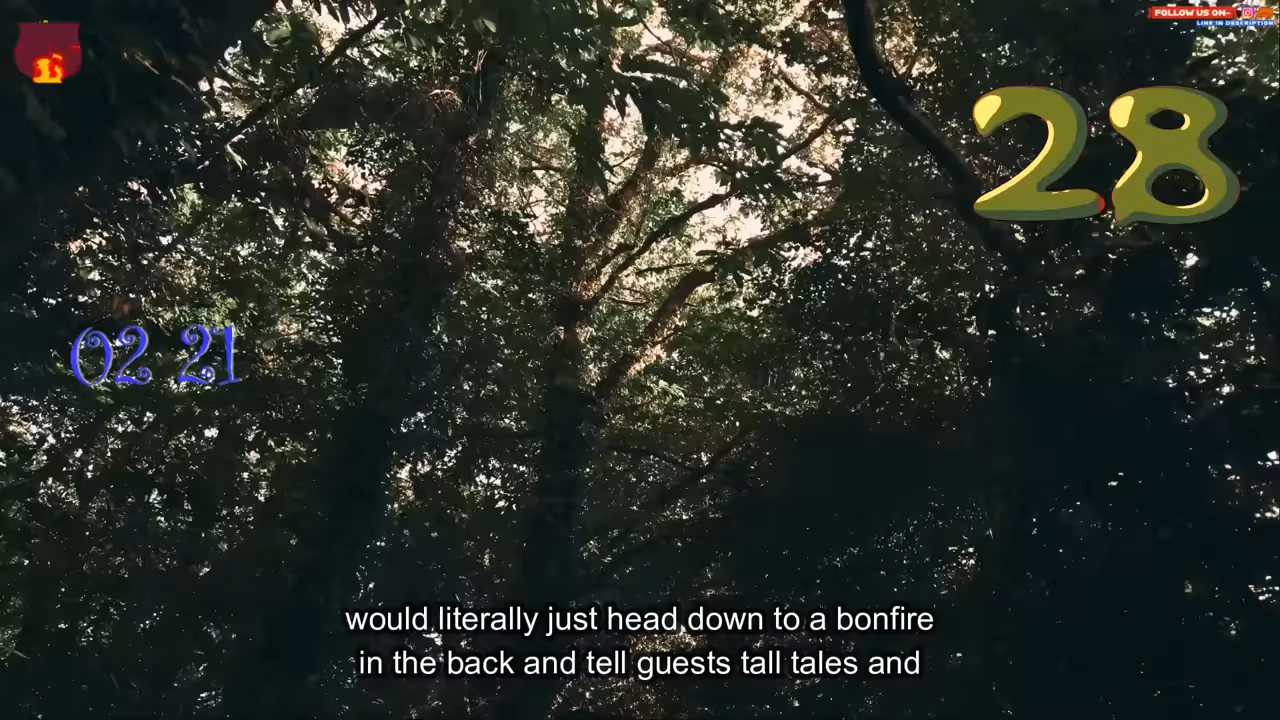 FOLLOW US ON-
LINK IN DESCRIPTION
28
02 21
would literally just head down to a bonfire
in the back and tell guests tall tales and